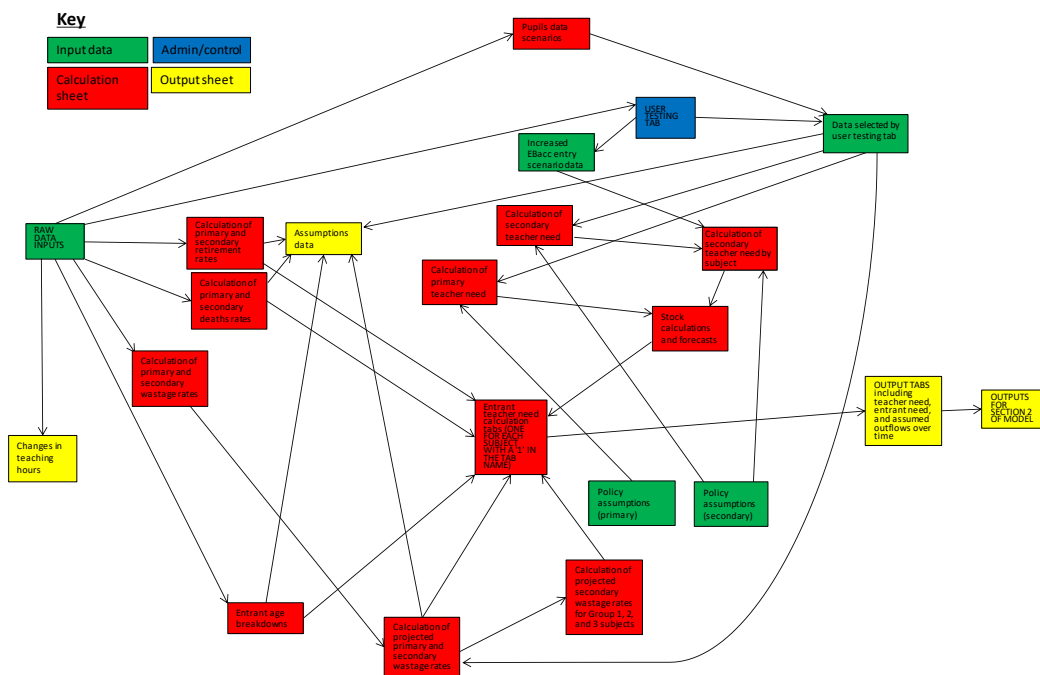 Key
Input data
Admin/control
Calculation
sheet
Output sheet
Pupils data
scenarios
USER
TESTING
TAB
Data selected by
user testing tab
Increased
EBacc entry
scenario data
RAW
DATA
INPUTS
Calculation of
primary and
secondary
retirement
rates
Assumptions
data
Calculation of
secondary
teacher need
Calculation of
secondary
teacher need by
subject
Calculation of
primary and
secondary
deaths rates
Calculation of
primary
teacher need
Stock
calculations
and forecasts
Calculation of
primary and
secondary
wastage rates
Entrant
teacher need
calculation
tabs (ONE
FOR EACH
SUBJECT
WITH A '1' IN
THE TAB
NAME)
OUTPUT TABS
including
teacher need,
entrant need,
and assumed
outflows over
time
OUTPUTS
FOR
SECTION 2
OF MODEL
Changes in
teaching
hours
Policy
assumptions
(primary)
Policy
assumptions
(secondary)
Entrant age
breakdowns
Calculation of
projected
primary and
secondary
wastage rates
Calculation of
projected
secondary
wastage rates
for Group 1, 2,
and 3 subjects